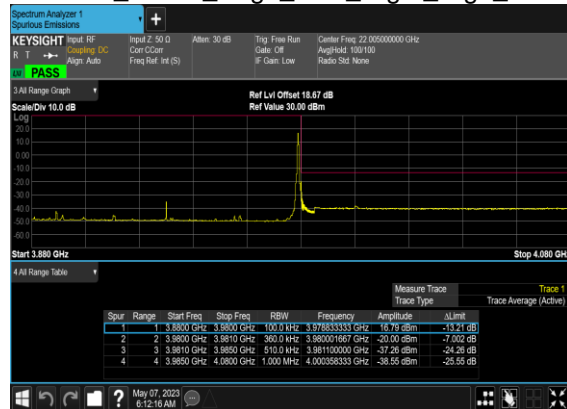 Spectrum Analyzer 1
Spurious Emissions
+
KEYSIGHT Input: RF Input Z: 50 Ω Atten: 30 dB Trig: Free Run Center Freq: 22.005000000 GHz
R T Coupling: DC Corr CCorr Gate: Off Avg|Hold: 100/100
Align: Auto Freq Ref: Int (S) IF Gain: Low Radio Std: None
PASS
3 All Range Graph
Ref Lvl Offset 18.67 dB
Scale/Div 10.0 dB Ref Value 30.00 dBm
Log
20.0
10.0
0.00
-10.0
-20.0
-30.0
-40.0
-50.0
-60.0
Start 3.880 GHz Stop 4.080 GHz
4 All Range Table
Measure Trace Trace 1
Trace Type Trace Average (Active)
Spur Range Start Freq Stop Freq RBW Frequency Amplitude ΔLimit
1 1 3.8800 GHz 3.9800 GHz 100.0 kHz 3.978833333 GHz 16.79 dBm -13.21 dB
2 2 3.9800 GHz 3.9810 GHz 360.0 kHz 3.980001667 GHz -20.00 dBm -7.002 dB
3 3 3.9810 GHz 3.9850 GHz 510.0 kHz 3.981100000 GHz -37.26 dBm -24.26 dB
4 4 3.9850 GHz 4.0800 GHz 1.000 MHz 4.000358333 GHz -38.55 dBm -25.55 dB
? May 07, 2023
6:12:16 AM